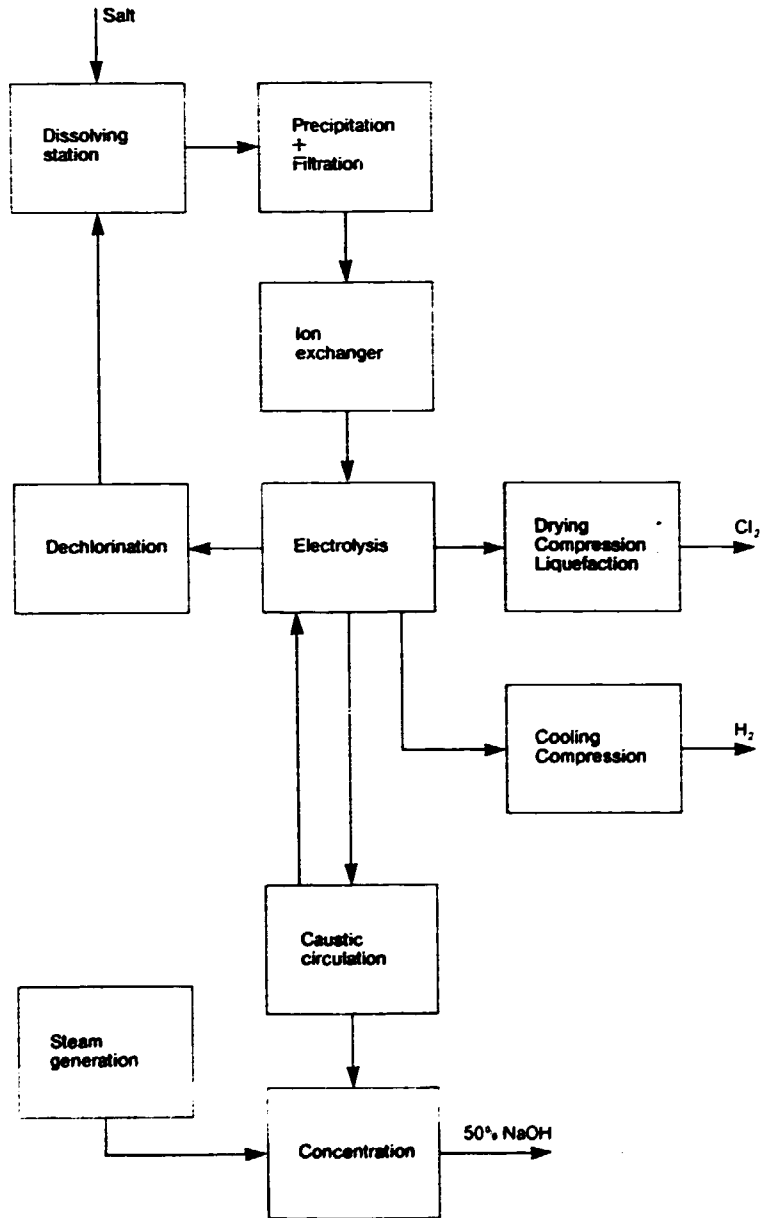 Salt
Dissolving
station
Precipitation
+
Filtration
Ion
exchanger
Dechlorination
Electrolysis
Drying
Compression
Liquefaction
Cl₂
Cooling
Compression
H₂
Caustic
circulation
Steam
generation
Concentration
50% NaOH